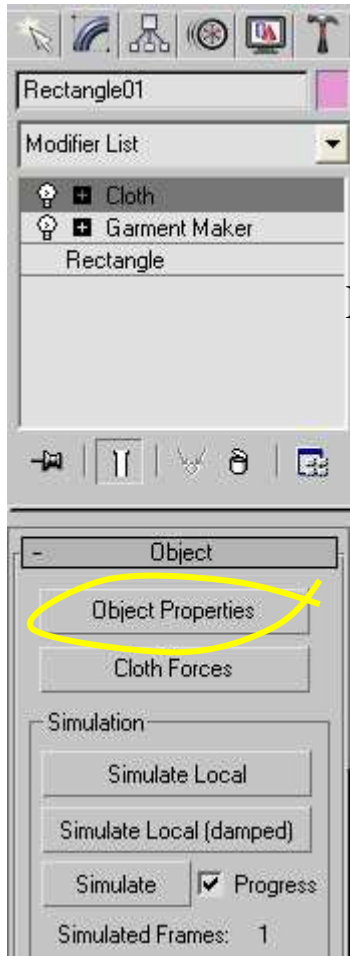 Rectangle01
Modifier List
Cloth
Garment Maker
Rectangle
- Object
Object Properties
Cloth Forces
Simulation
Simulate Local
Simulate Local (damped)
Simulate Progress
Simulated Frames: 1